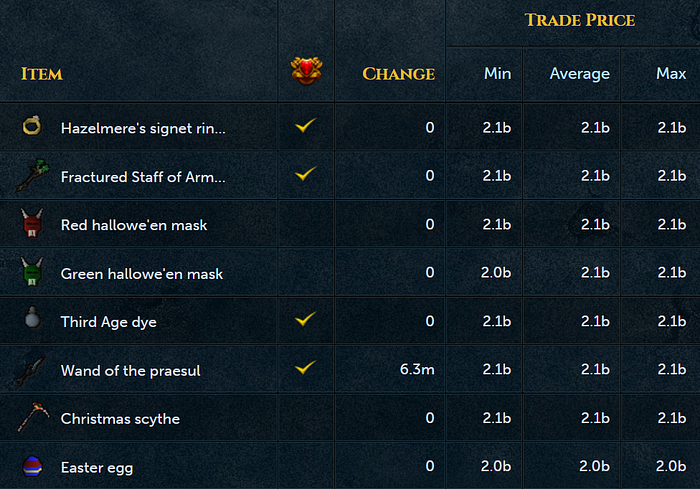 TRADE PRICE
ITEM CHANGE Min Average Max
Hazelmere's signet rin... 0 2.1b 2.1b 2.1b
Fractured Staff of Arm... 0 2.1b 2.1b 2.1b
Red hallowe'en mask 0 2.1b 2.1b 2.1b
Green hallowe'en mask 0 2.0b 2.1b 2.1b
Third Age dye 0 2.1b 2.1b 2.1b
Wand of the praesul 6.3m 2.1b 2.1b 2.1b
Christmas scythe 0 2.1b 2.1b 2.1b
Easter egg 0 2.0b 2.0b 2.0b